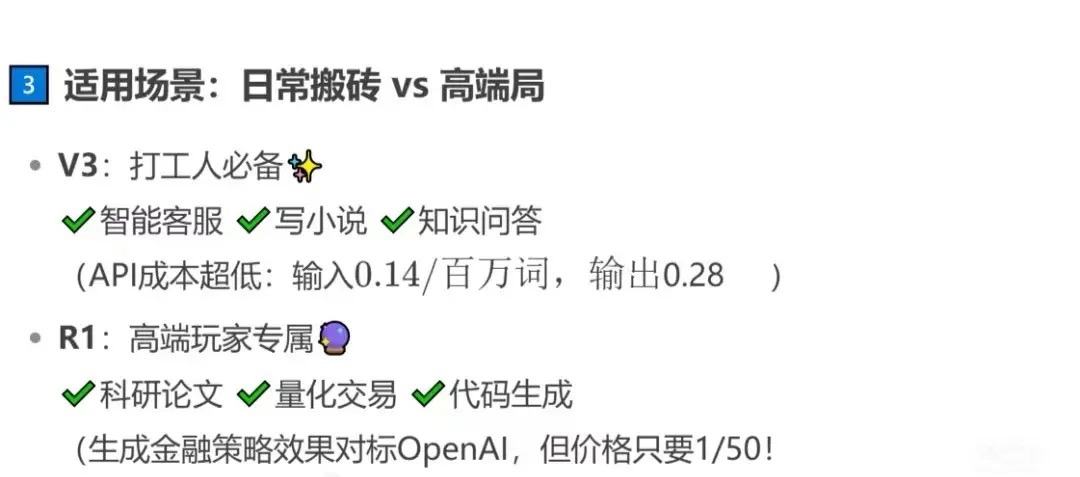 3 适用场景：日常搬砖 vs 高端局
• V3：打工人必备✨
✔智能客服 ✔写小说 ✔知识问答
（API成本超低：输入0.14/百万词，输出0.28 ）
• R1：高端玩家专属🔮
✔科研论文 ✔量化交易 ✔代码生成
（生成金融策略效果对标OpenAI，但价格只要1/50！